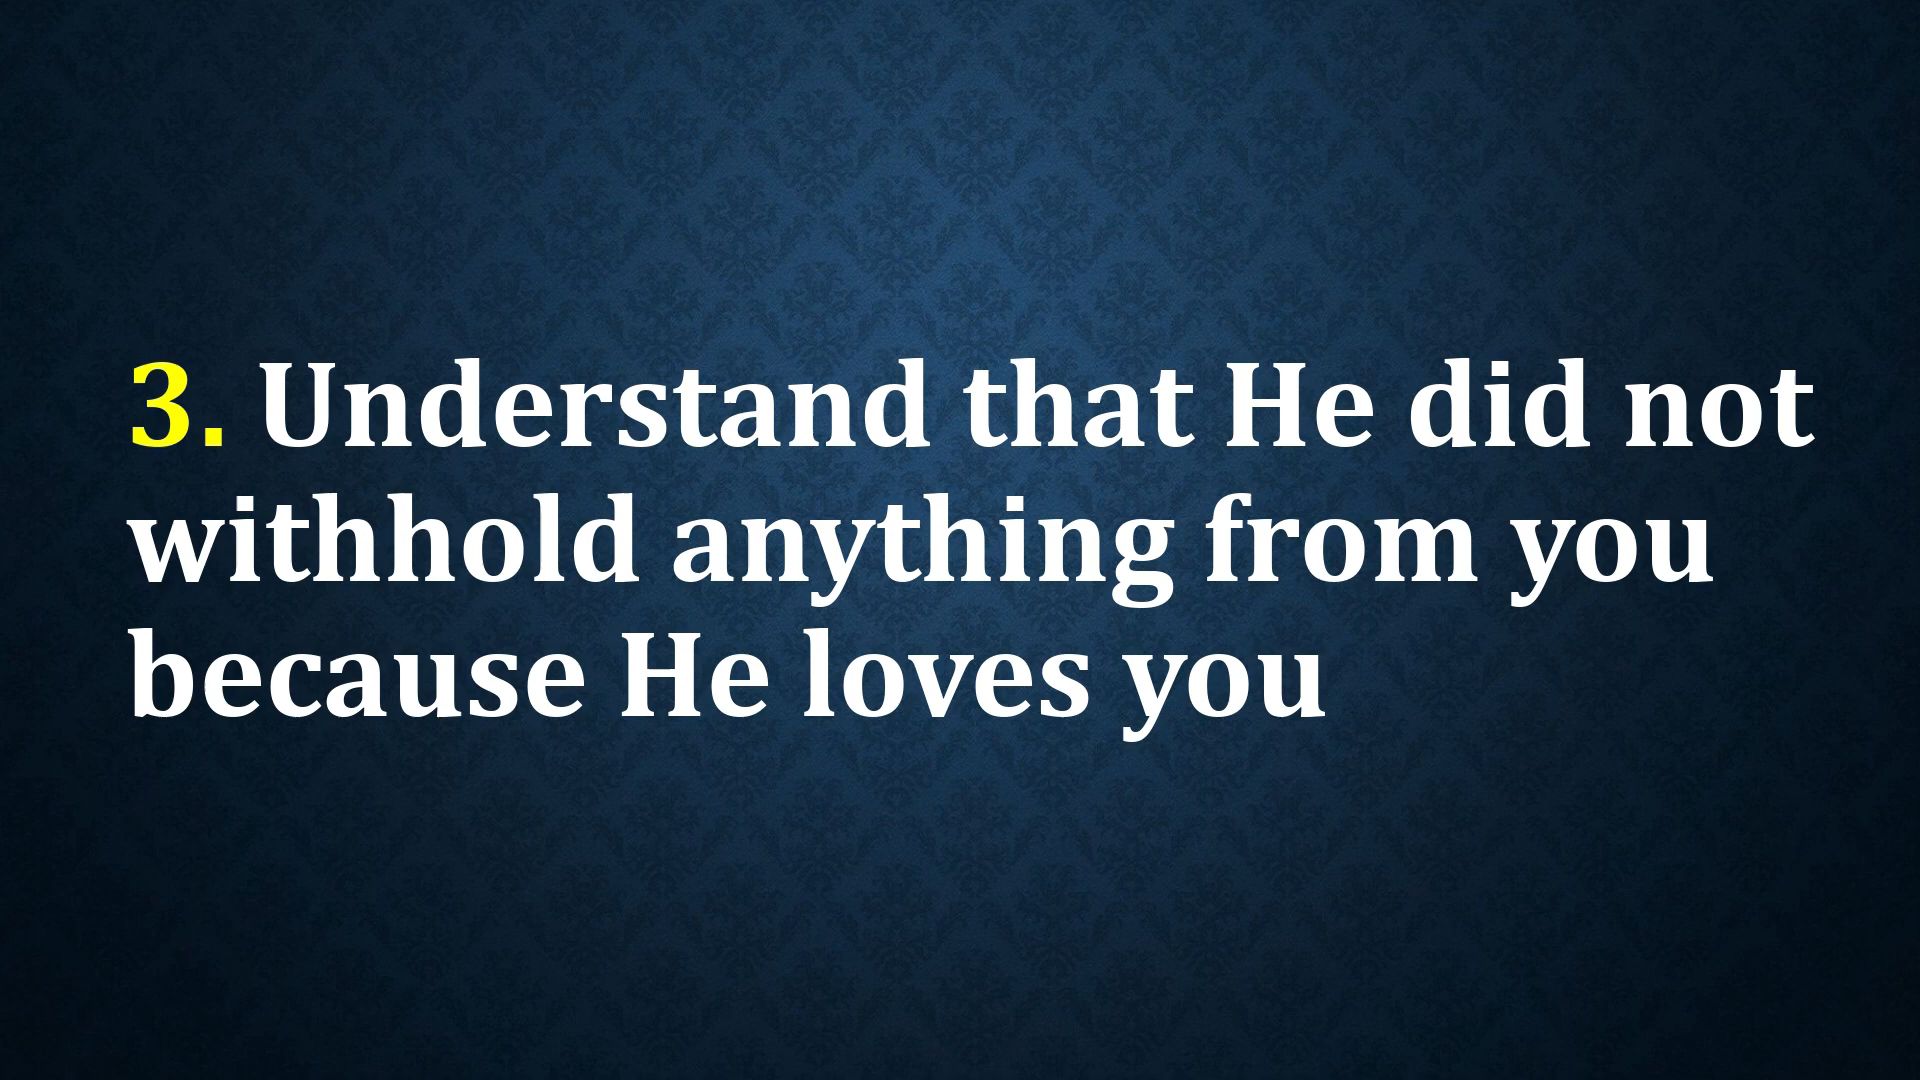 3. Understand that He did not
withhold anything from you
because He loves you